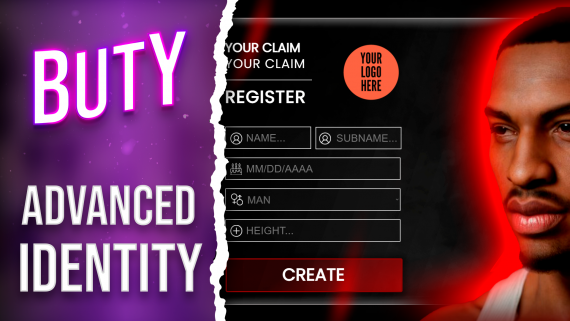 BUTY
ADVANCED
IDENTITY
YOUR CLAIM
YOUR CLAIM
YOUR
LOGO
HERE
REGISTER
NAME...
SUBNAME...
MM/DD/AAAA
MAN
HEIGHT...
CREATE